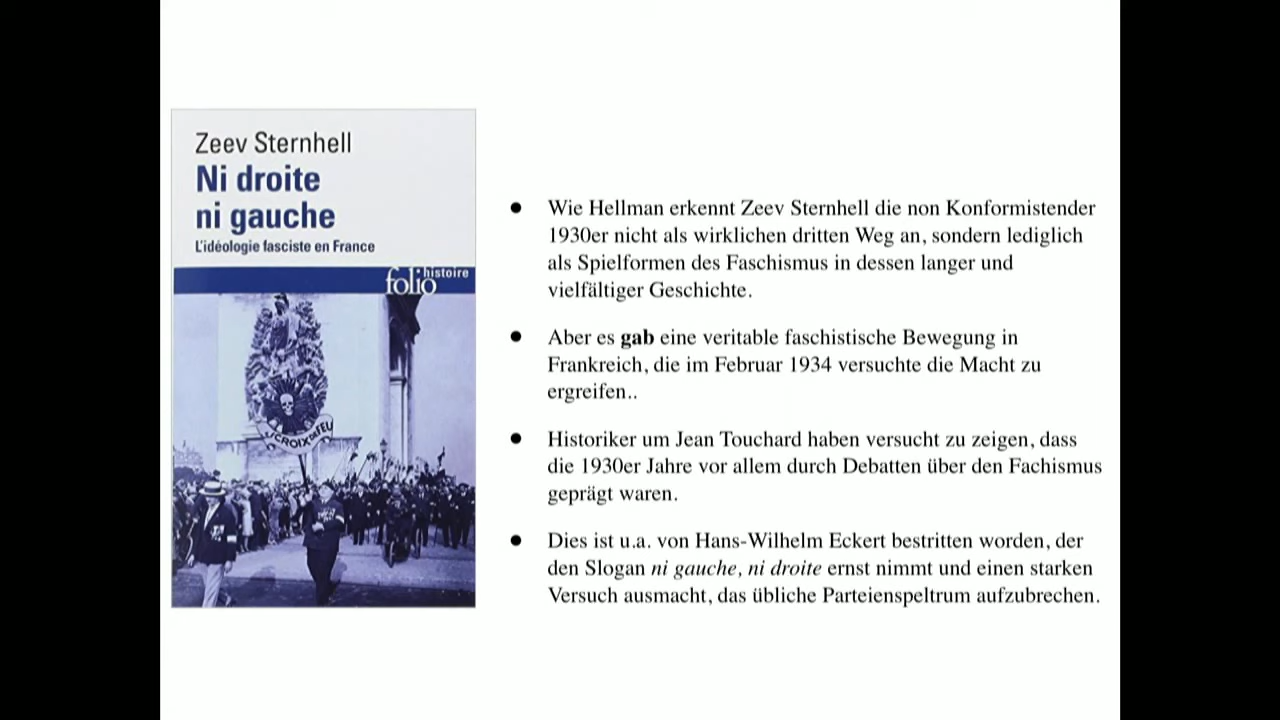 Zeev Sternhell
Ni droite
ni gauche
L'idéologie fasciste en France
folio histoire
CROIX DE FEU
• Wie Hellman erkennt Zeev Sternhell die non Konformistender
1930er nicht als wirklichen dritten Weg an, sondern lediglich
als Spielformen des Faschismus in dessen langer und
vielfältiger Geschichte.
• Aber es gab eine veritable faschistische Bewegung in
Frankreich, die im Februar 1934 versuchte die Macht zu
ergreifen..
• Historiker um Jean Touchard haben versucht zu zeigen, dass
die 1930er Jahre vor allem durch Debatten über den Fachismus
geprägt waren.
• Dies ist u.a. von Hans-Wilhelm Eckert bestritten worden, der
den Slogan ni gauche, ni droite ernst nimmt und einen starken
Versuch ausmacht, das übliche Parteienspeltrum aufzubrechen.